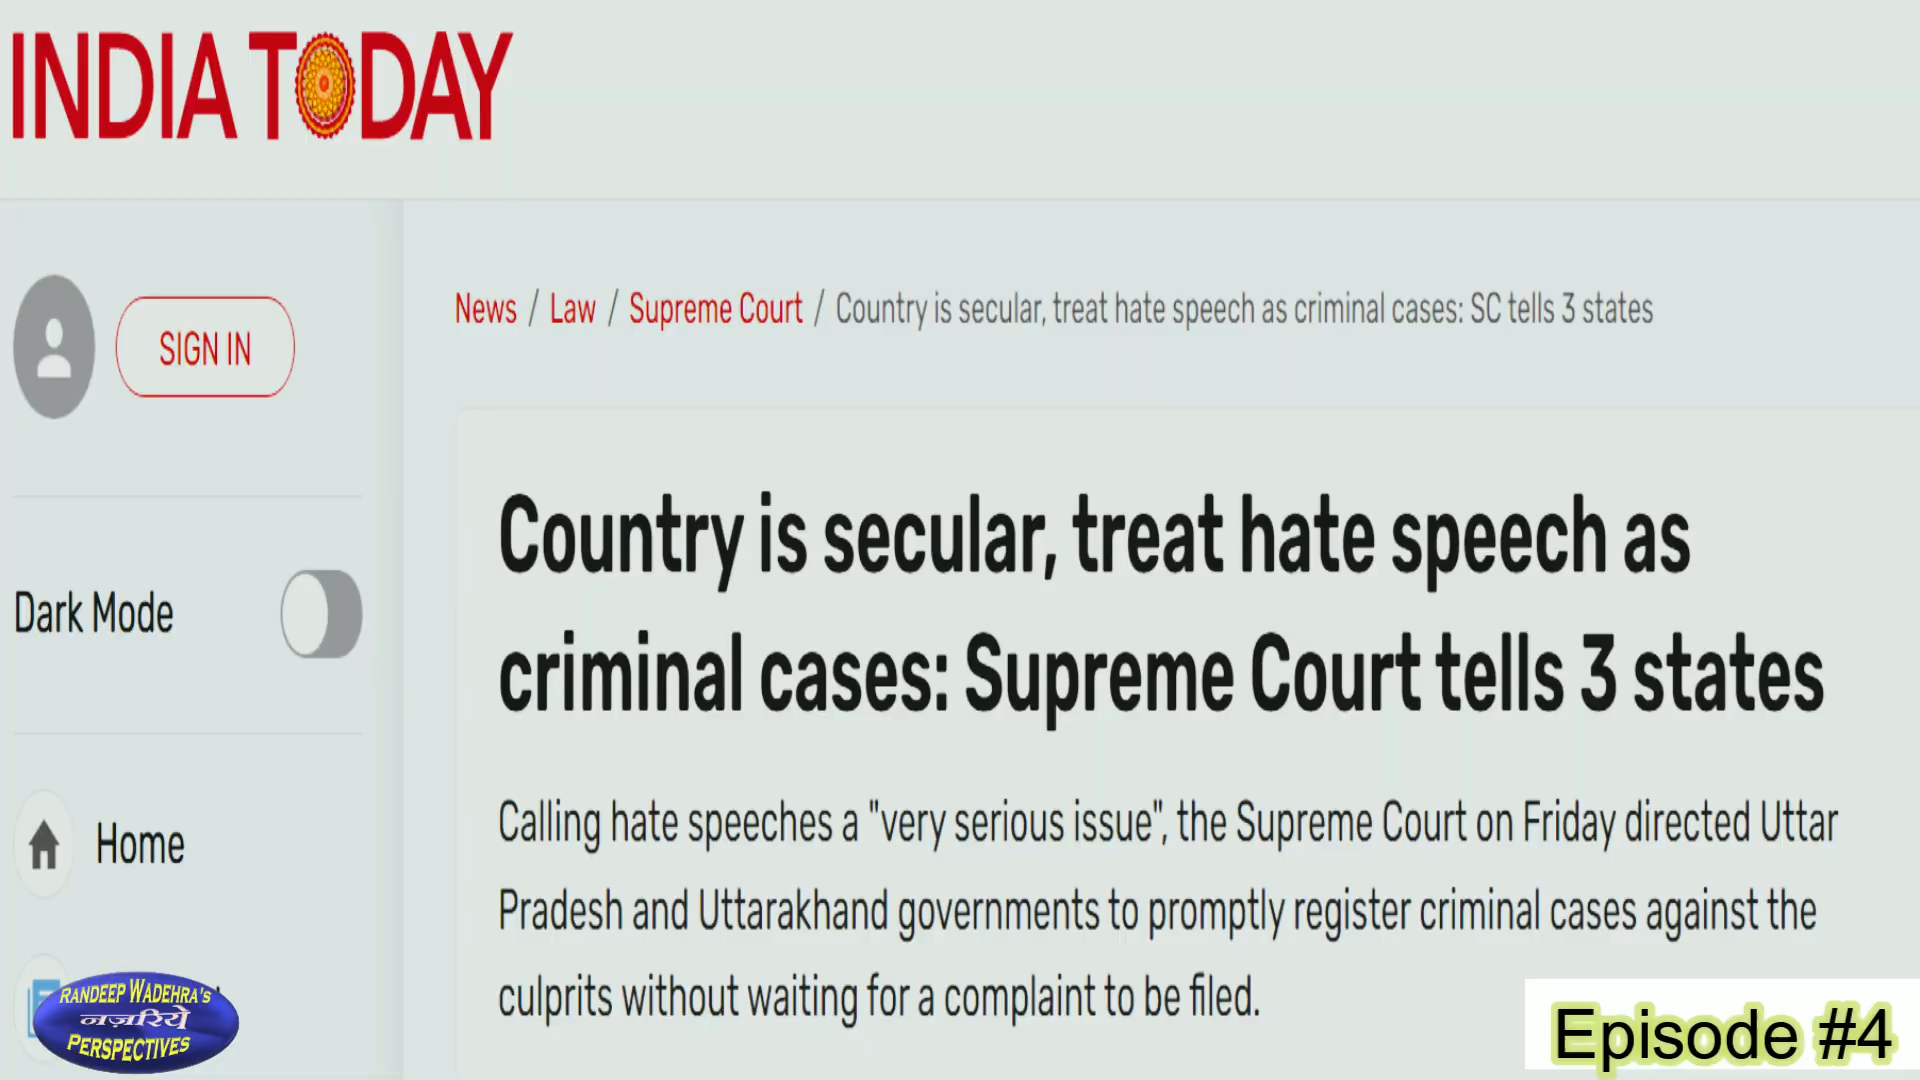 INDIA TODAY
SIGN IN
News / Law / Supreme Court / Country is secular, treat hate speech as criminal cases: SC tells 3 states
Country is secular, treat hate speech as
criminal cases: Supreme Court tells 3 states
Dark Mode
Calling hate speeches a "very serious issue", the Supreme Court on Friday directed Uttar
Pradesh and Uttarakhand governments to promptly register criminal cases against the
culprits without waiting for a complaint to be filed.
Home
RANDEEP WADEHRA's
नज़रिये
PERSPECTIVES
Episode #4